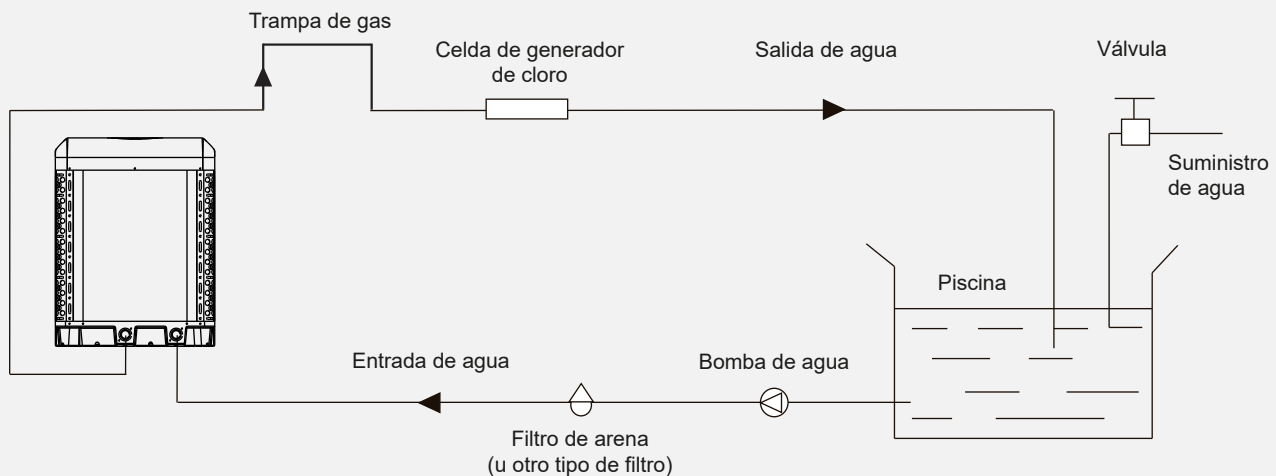 Trampa de gas
Celda de generador
de cloro
Salida de agua
Válvula
Suministro
de agua
Piscina
Entrada de agua
Bomba de agua
Filtro de arena
(u otro tipo de filtro)